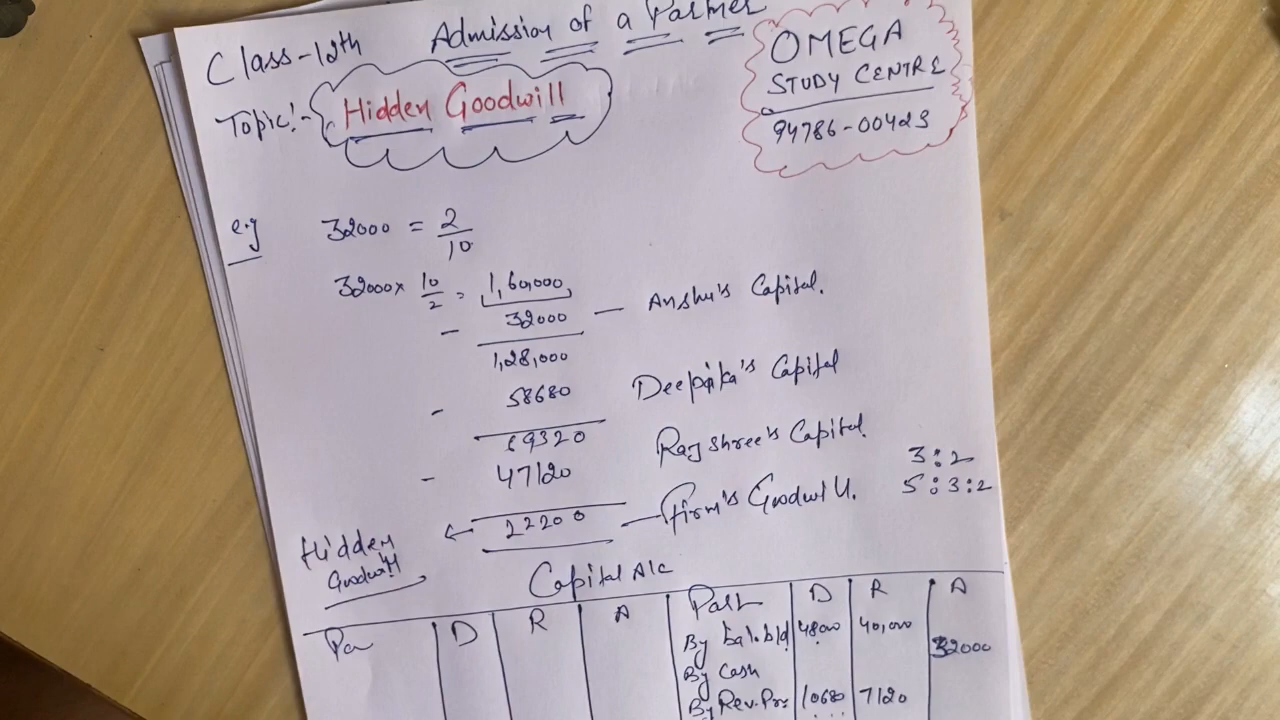 Class-12th Admission of a Partner
Topic:- Hidden Goodwill
OMEGA
STUDY CENTRE
94786-00423
e.g 32000 = 2/10
32000 x 10/2 = 1,60,000
- 32000 — Anshu's Capital.
1,28,000
- 58680 Deepika's Capital
69320
- 47120 Rajshree's Capital.
Hidden Goodwill ← 22200 — Firm's Goodwill.
3:2
5:3:2
Capital A/c
Pa D R A Part D R A
By bal. b/d 48000 40,000
By Cash 32000
By Rev. Pr: 10680 7120